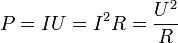 P = IU = I²R = U²/R